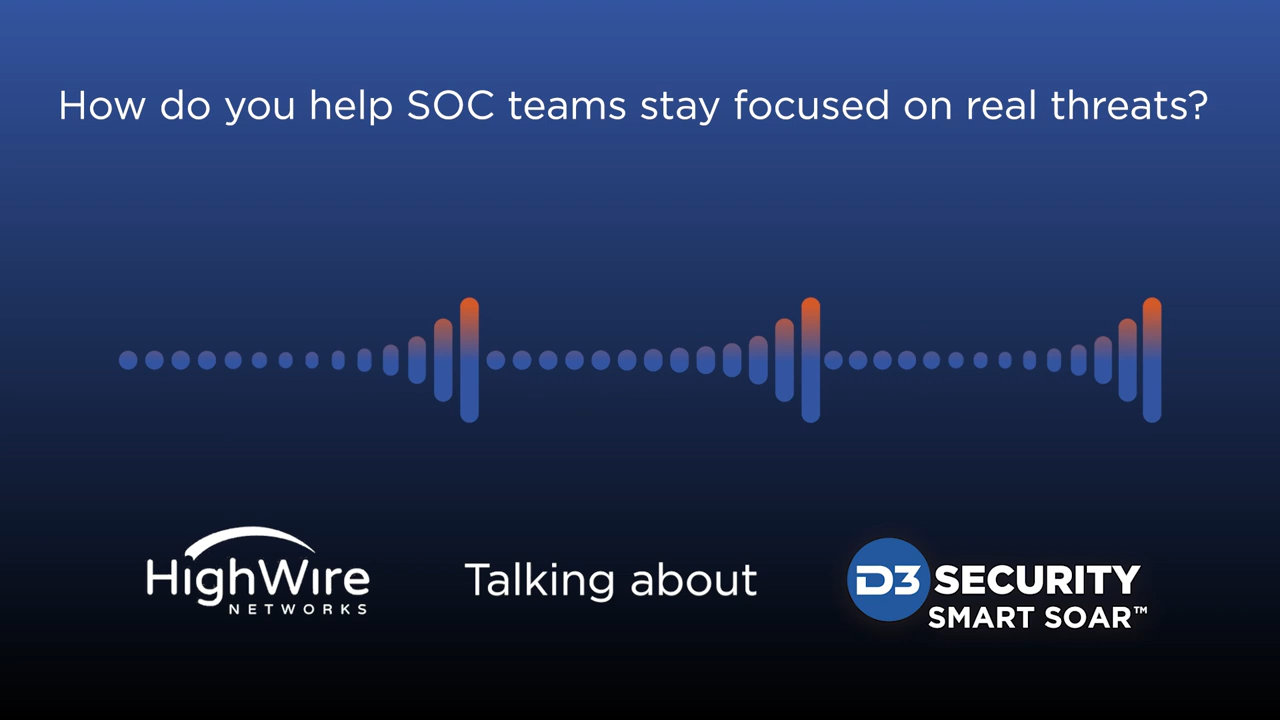 How do you help SOC teams stay focused on real threats?
HighWire
NETWORKS
Talking about
D3 SECURITY
SMART SOAR™